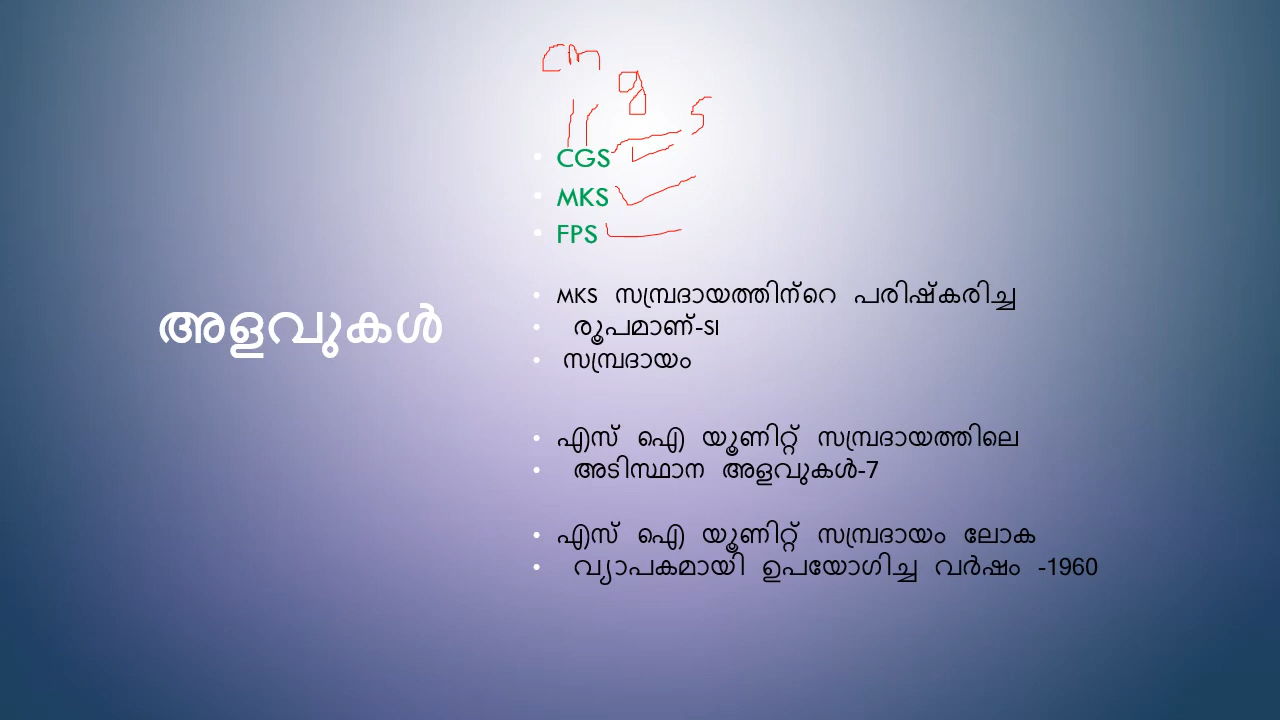 cm
g
s
CGS
MKS
FPS
അളവുകൾ
MKS സമ്പ്രദായത്തിന്റെ പരിഷ്കരിച്ച
രൂപമാണ്-SI
സമ്പ്രദായം
എസ് ഐ യൂണിറ്റ് സമ്പ്രദായത്തിലെ
അടിസ്ഥാന അളവുകൾ-7
എസ് ഐ യൂണിറ്റ് സമ്പ്രദായം ലോക
വ്യാപകമായി ഉപയോഗിച്ച വർഷം -1960